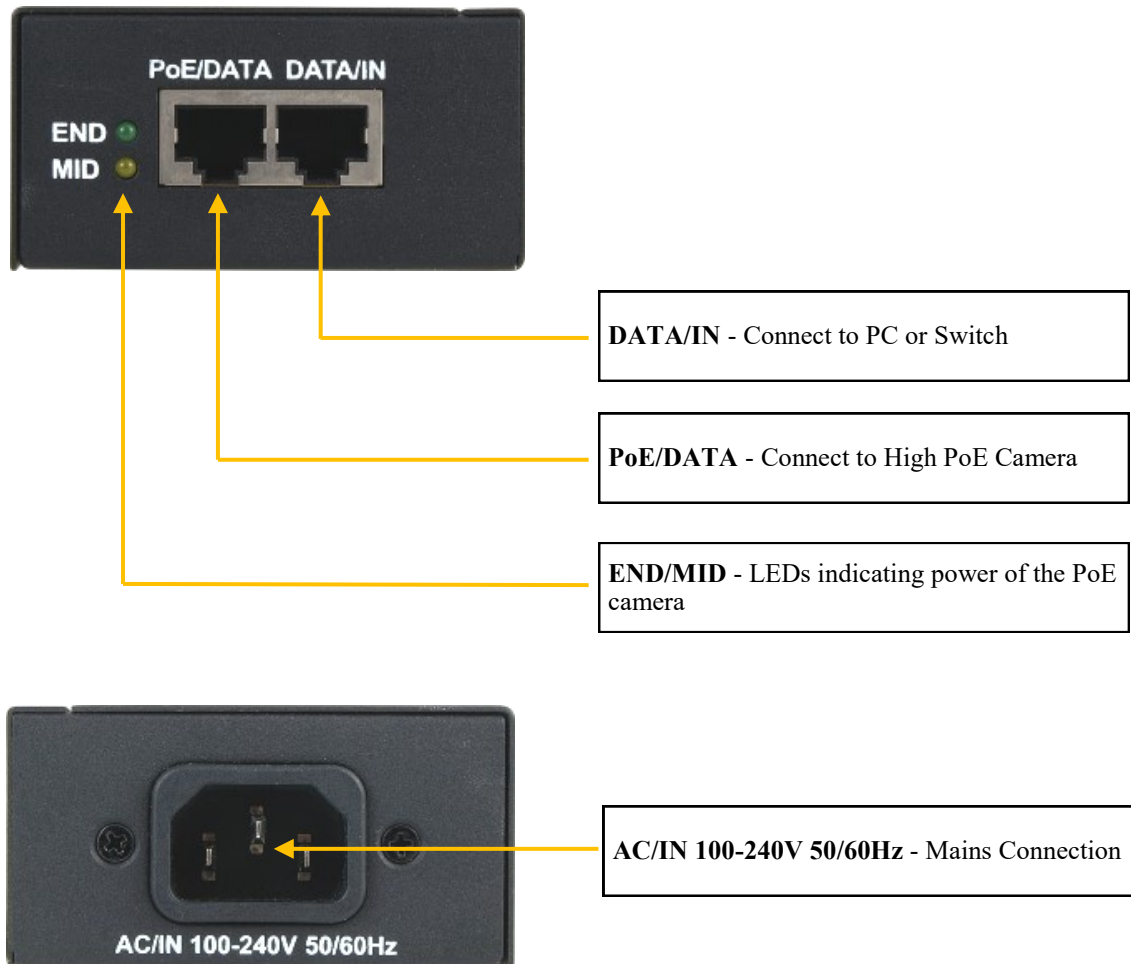 PoE/DATA DATA/IN
END
MID
DATA/IN - Connect to PC or Switch
PoE/DATA - Connect to High PoE Camera
END/MID - LEDs indicating power of the PoE
camera
AC/IN 100-240V 50/60Hz - Mains Connection
AC/IN 100-240V 50/60Hz